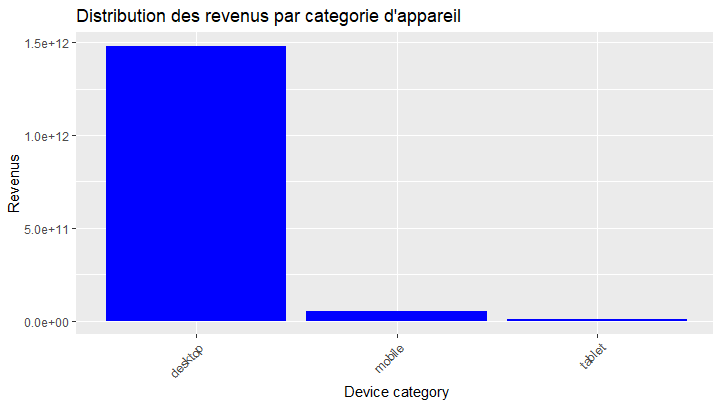 Distribution des revenus par categorie d'appareil
1.5e+12
1.0e+12
5.0e+11
0.0e+00
Revenus
desktop
mobile
tablet
Device category